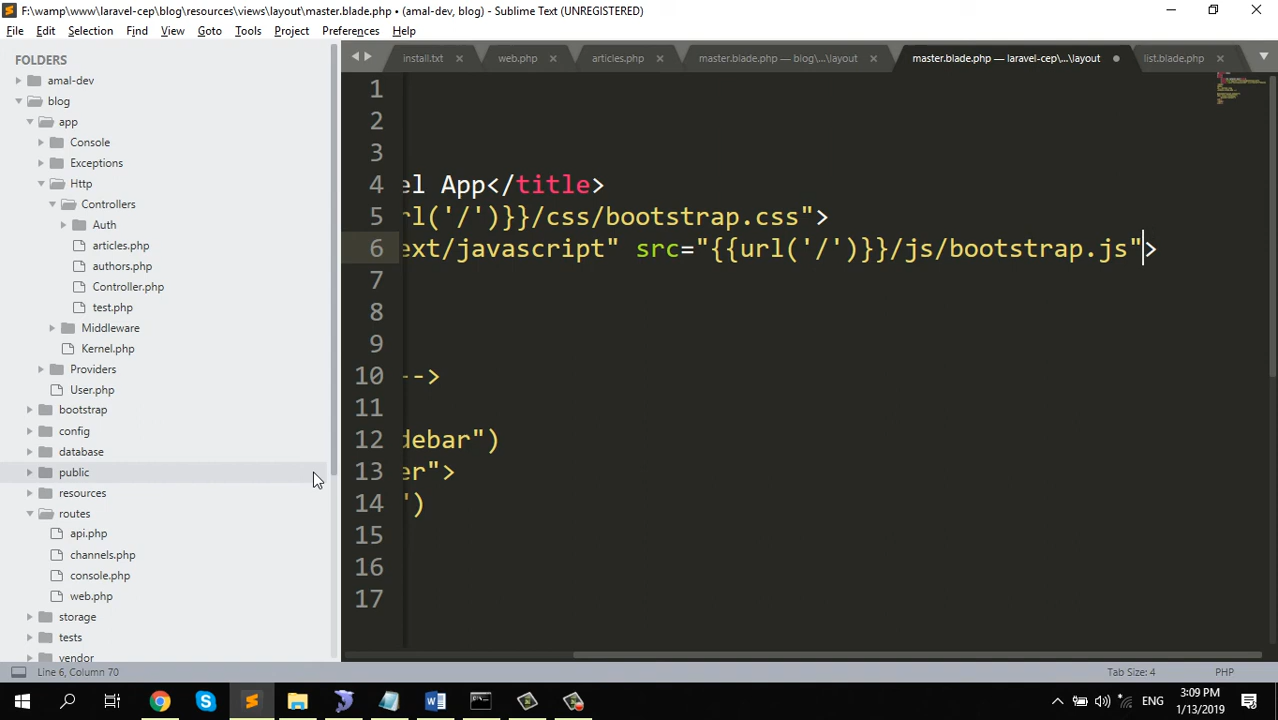 F:\wamp\www\laravel-cep\blog\resources\views\layout\master.blade.php • (amal-dev, blog) - Sublime Text (UNREGISTERED)
File Edit Selection Find View Goto Tools Project Preferences Help
FOLDERS
amal-dev
blog
app
Console
Exceptions
Http
Controllers
Auth
articles.php
authors.php
Controller.php
test.php
Middleware
Kernel.php
Providers
User.php
bootstrap
config
database
public
resources
routes
api.php
channels.php
console.php
web.php
storage
tests
vendor
install.txt web.php articles.php master.blade.php — blog\...\layout master.blade.php — laravel-cep\...\layout list.blade.php
1
2
3
4 el App</title>
5 rl('/')}}/css/bootstrap.css">
6 ext/javascript" src="{{url('/')}}/js/bootstrap.js">
7
8
9
10 -->
11
12 debar")
13 er">
14 ')
15
16
17
Line 6, Column 70
Tab Size: 4 PHP
ENG
3:09 PM
1/13/2019